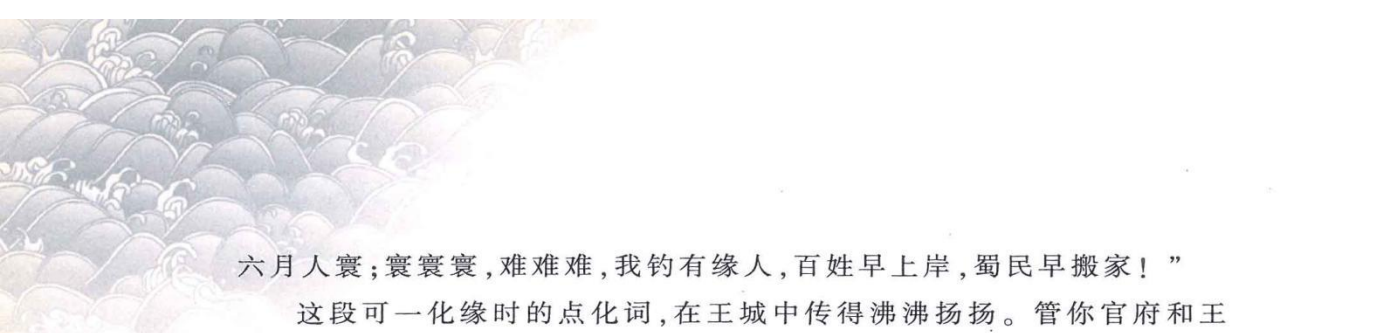 六月人寰；寰寰寰，难难难，我钓有缘人，百姓早上岸，蜀民早搬家！”
这段可一化缘时的点化词，在王城中传得沸沸扬扬。管你官府和王